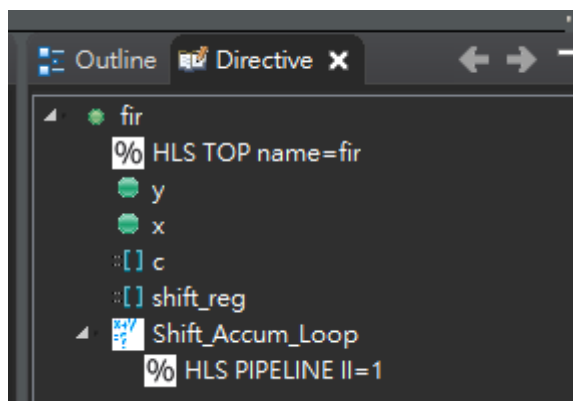 Outline Directive
fir
% HLS TOP name=fir
y
x
[] c
[] shift_reg
Shift_Accum_Loop
% HLS PIPELINE II=1